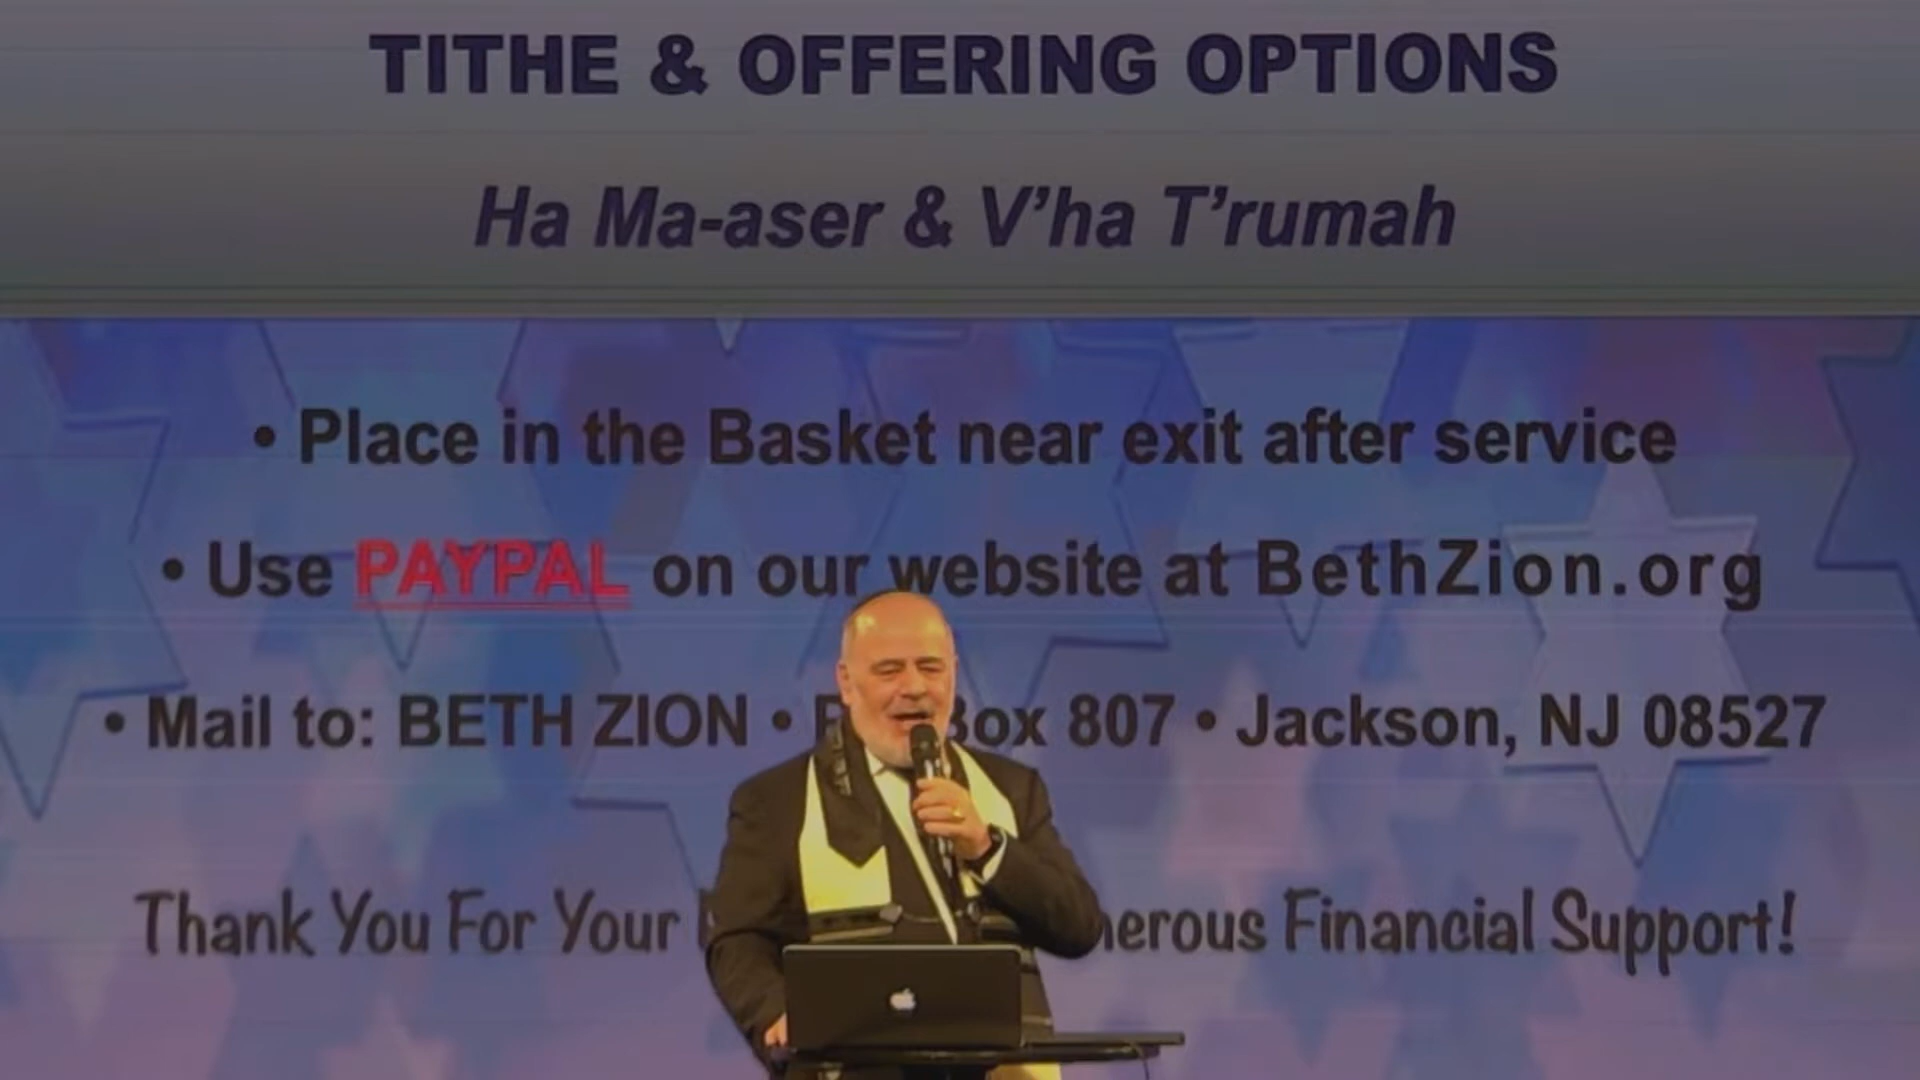 TITHE & OFFERING OPTIONS
Ha Ma-aser & V’ha T’rumah
• Place in the Basket near exit after service
• Use PAYPAL on our website at BethZion.org
• Mail to: BETH ZION • Box 807 • Jackson, NJ 08527
Thank You For Your Financial Support!